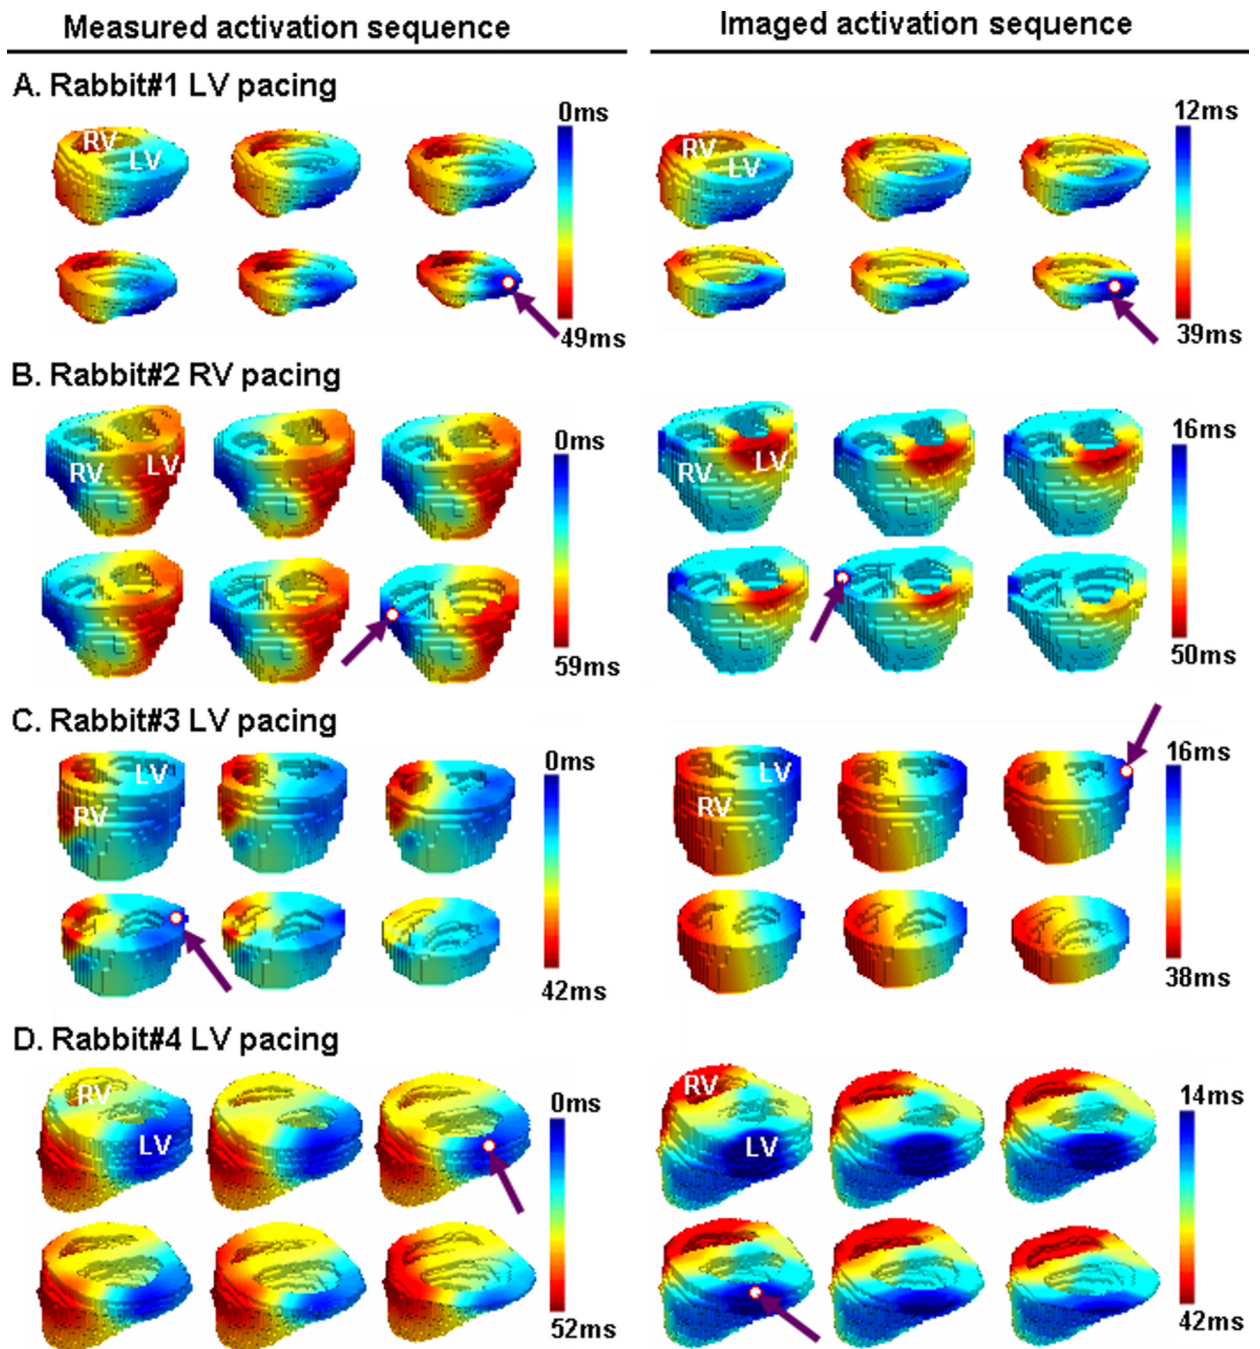 Measured activation sequence
Imaged activation sequence
A. Rabbit#1 LV pacing
0ms
12ms
RV
LV
RV
LV
49ms
39ms
B. Rabbit#2 RV pacing
0ms
16ms
RV
LV
RV
LV
59ms
50ms
C. Rabbit#3 LV pacing
0ms
16ms
LV
LV
RV
RV
42ms
38ms
D. Rabbit#4 LV pacing
0ms
14ms
RV
RV
LV
LV
52ms
42ms